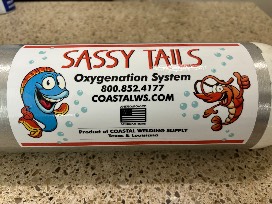 SASSY TAILS
Oxygenation System
800.852.4177
COASTALWS.COM
Product of COASTAL WELDING SUPPLY
Texas & Louisiana